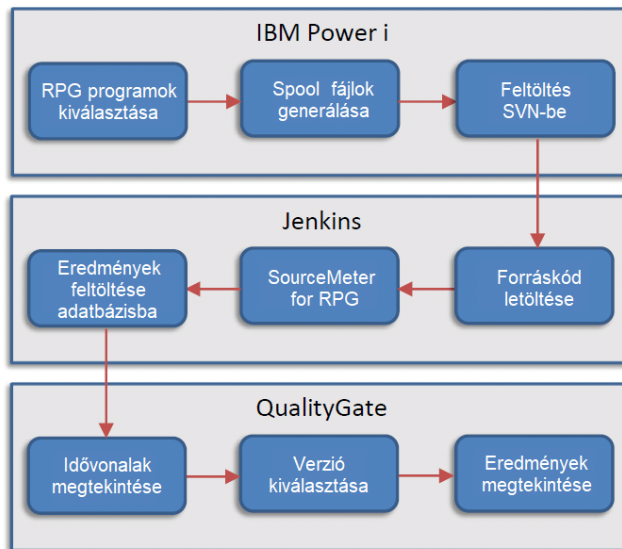 IBM Power i
RPG programok
kiválasztása
Spool fájlok
generálása
Feltöltés
SVN-be
Jenkins
Eredmények
feltöltése
adatbázisba
SourceMeter
for RPG
Forráskód
letöltése
QualityGate
Idővonalak
megtekintése
Verzió
kiválasztása
Eredmények
megtekintése